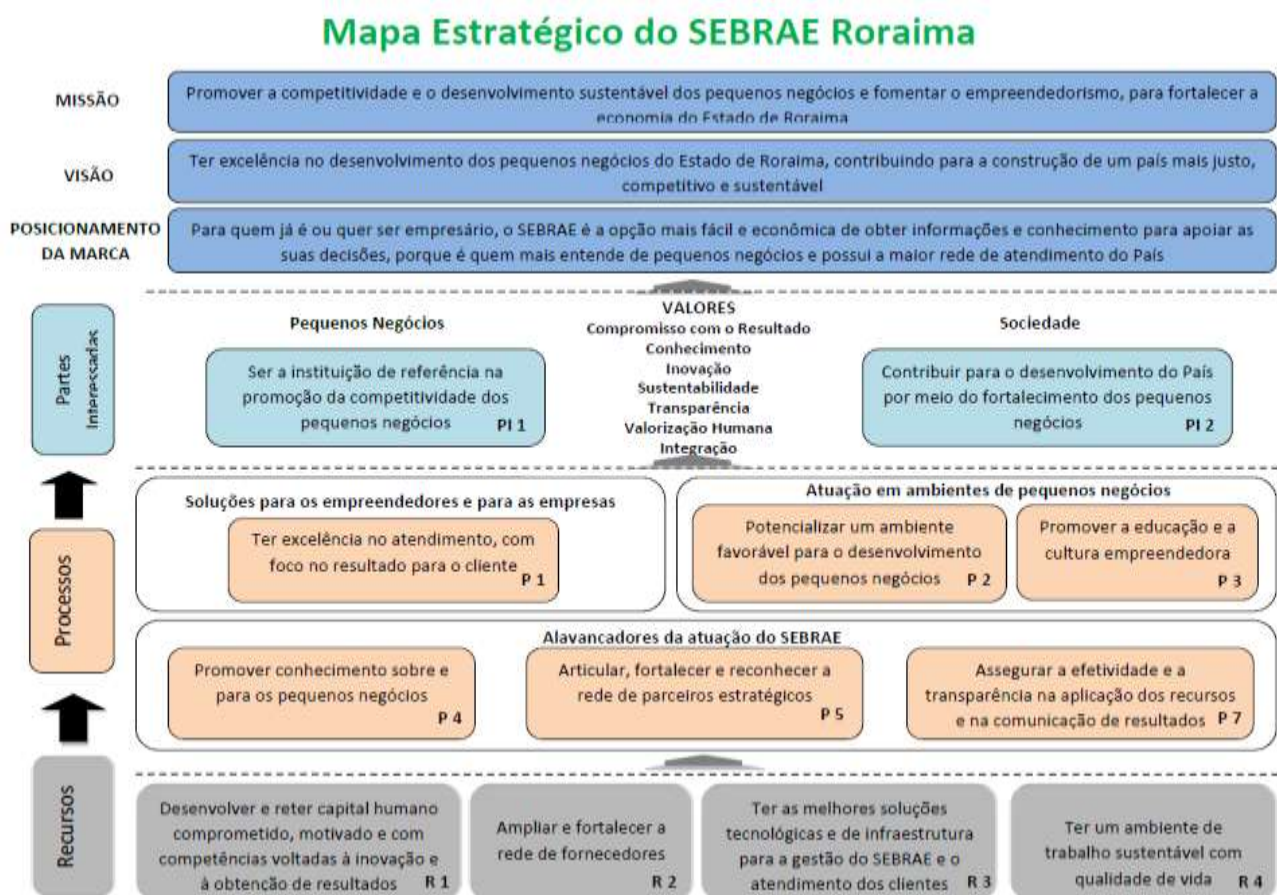 Mapa Estratégico do SEBRAE Roraima
MISSÃO
Promover a competitividade e o desenvolvimento sustentável dos pequenos negócios e fomentar o empreendedorismo, para fortalecer a
economia do Estado de Roraima
VISÃO
Ter excelência no desenvolvimento dos pequenos negócios do Estado de Roraima, contribuindo para a construção de um país mais justo,
competitivo e sustentável
POSICIONAMENTO
DA MARCA
Para quem já é ou quer ser empresário, o SEBRAE é a opção mais fácil e econômica de obter informações e conhecimento para apoiar as
suas decisões, porque é quem mais entende de pequenos negócios e possui a maior rede de atendimento do País
Partes
Interessadas
Pequenos Negócios
Ser a instituição de referência na
promoção da competitividade dos
pequenos negócios PI 1
VALORES
Compromisso com o Resultado
Conhecimento
Inovação
Sustentabilidade
Transparência
Valorização Humana
Integração
Sociedade
Contribuir para o desenvolvimento do País
por meio do fortalecimento dos pequenos
negócios PI 2
Processos
Soluções para os empreendedores e para as empresas
Ter excelência no atendimento, com
foco no resultado para o cliente
P 1
Atuação em ambientes de pequenos negócios
Potencializar um ambiente
favorável para o desenvolvimento
dos pequenos negócios P 2
Promover a educação e a
cultura empreendedora
P 3
Alavancadores da atuação do SEBRAE
Promover conhecimento sobre e
para os pequenos negócios
P 4
Articular, fortalecer e reconhecer a
rede de parceiros estratégicos
P 5
Assegurar a efetividade e a
transparência na aplicação dos recursos
e na comunicação de resultados P 7
Recursos
Desenvolver e reter capital humano
comprometido, motivado e com
competências voltadas à inovação e
à obtenção de resultados R 1
Ampliar e fortalecer a
rede de fornecedores
R 2
Ter as melhores soluções
tecnológicas e de infraestrutura
para a gestão do SEBRAE e o
atendimento dos clientes R 3
Ter um ambiente de
trabalho sustentável com
qualidade de vida R 4